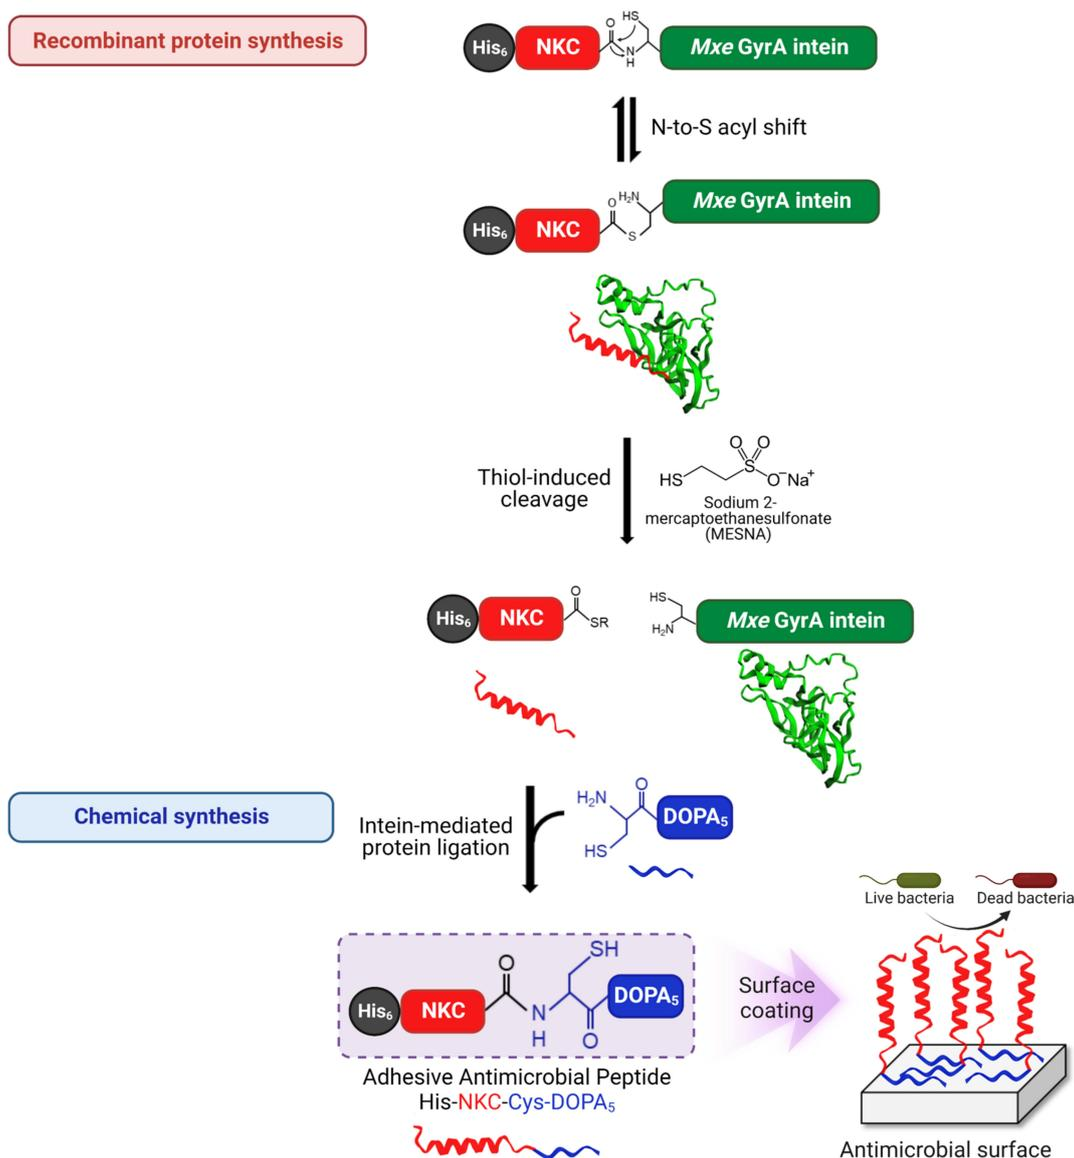 Recombinant protein synthesis
His₆ NKC O HS N H Mxe GyrA intein
N-to-S acyl shift
His₆ NKC O S H₂N Mxe GyrA intein
Thiol-induced
cleavage
HS O O S O⁻Na⁺
Sodium 2-
mercaptoethanesulfonate
(MESNA)
His₆ NKC O SR
HS H₂N Mxe GyrA intein
Chemical synthesis
Intein-mediated
protein ligation
H₂N O HS DOPA₅
Live bacteria
Dead bacteria
His₆ NKC O N H SH O DOPA₅
Surface
coating
Adhesive Antimicrobial Peptide
His-NKC-Cys-DOPA₅
Antimicrobial surface